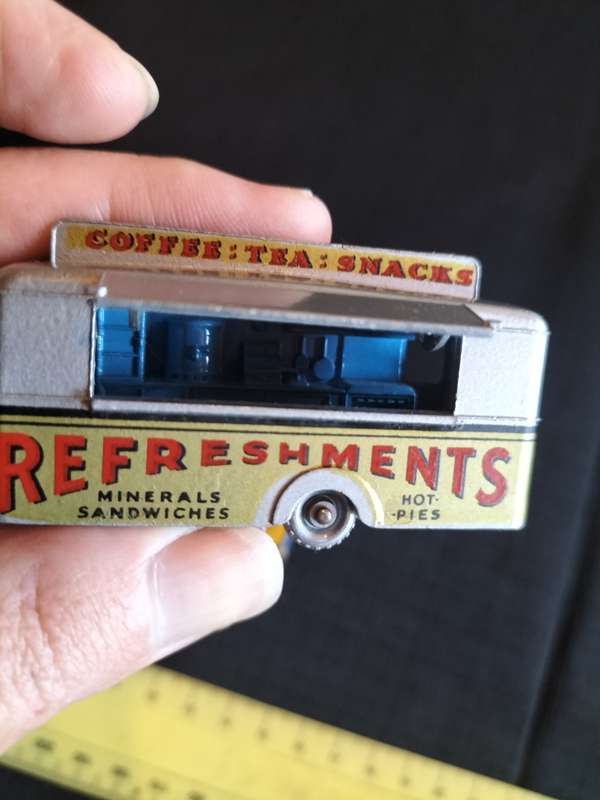 COFFEE : TEA : SNACKS
REFRESHMENTS
MINERALS
SANDWICHES
HOT-
-PIES